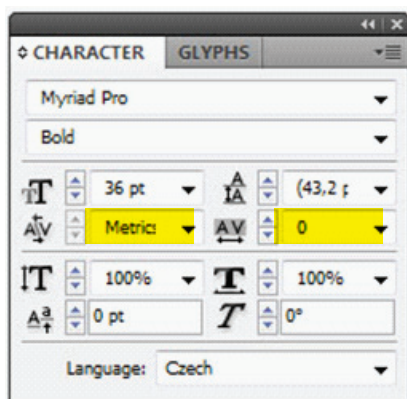 CHARACTER GLYPHS
Myriad Pro
Bold
36 pt (43,2 p
Metrics 0
100% 100%
0 pt 0°
Language: Czech